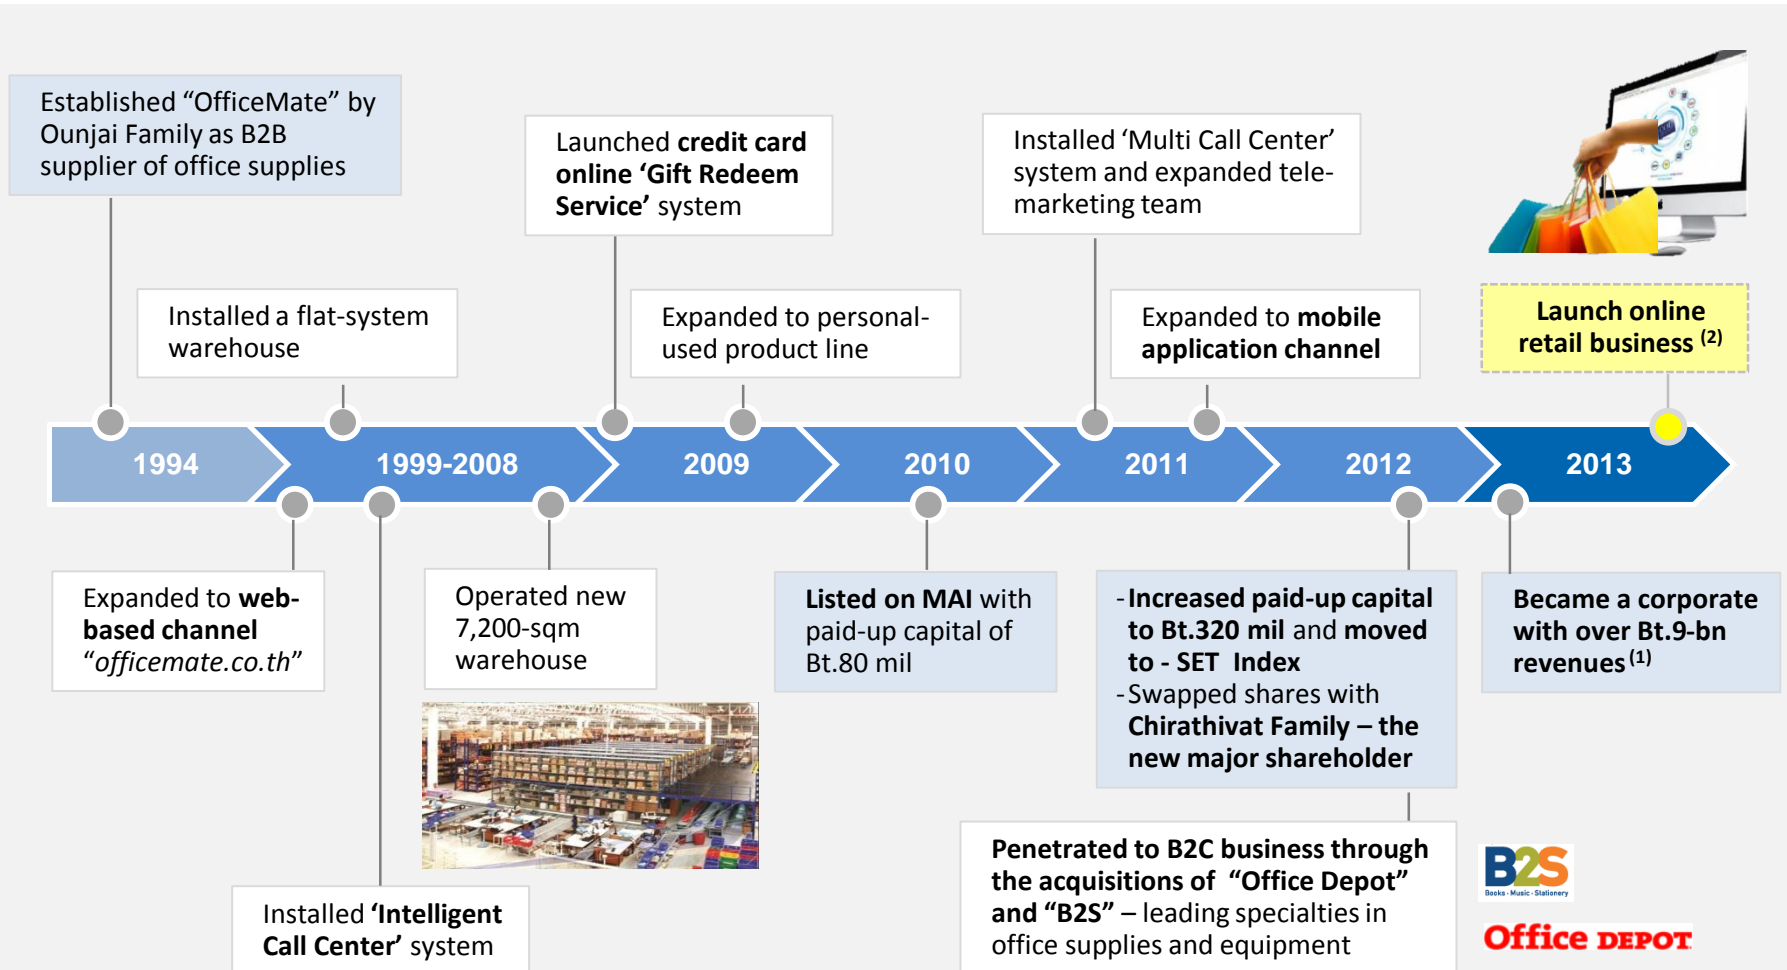 Established “OfficeMate” by
Ounjai Family as B2B
supplier of office supplies
Launched credit card
online ‘Gift Redeem
Service’ system
Installed ‘Multi Call Center’
system and expanded tele-
marketing team
Installed a flat-system
warehouse
Expanded to personal-
used product line
Expanded to mobile
application channel
Launch online
retail business (2)
1994
1999-2008
2009
2010
2011
2012
2013
Expanded to web-
based channel
“officemate.co.th”
Operated new
7,200-sqm
warehouse
Listed on MAI with
paid-up capital of
Bt.80 mil
-Increased paid-up capital
to Bt.320 mil and moved
to - SET Index
-Swapped shares with
Chirathivat Family – the
new major shareholder
Became a corporate
with over Bt.9-bn
revenues (1)
Installed ‘Intelligent
Call Center’ system
Penetrated to B2C business through
the acquisitions of “Office Depot”
and “B2S” – leading specialties in
office supplies and equipment
B2S
Books - Music - Stationery
Office DEPOT